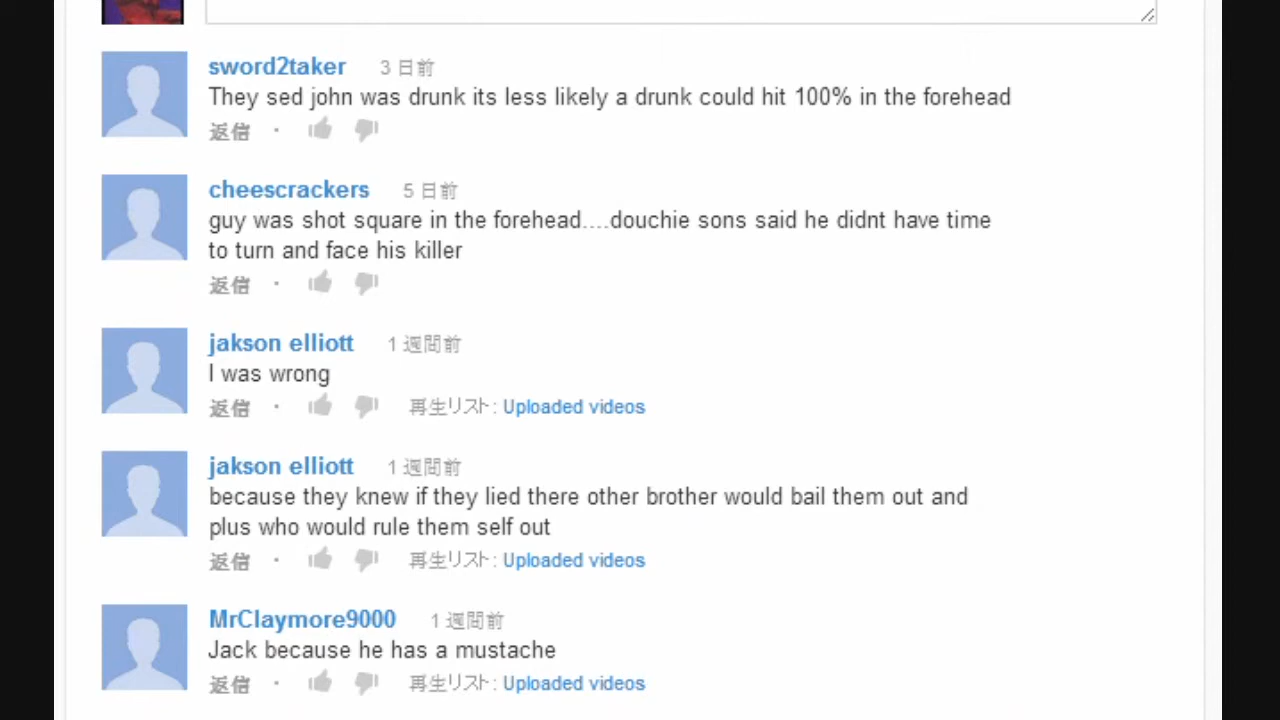 sword2taker 3 日前
They sed john was drunk its less likely a drunk could hit 100% in the forehead
返信 ·
cheescrackers 5 日前
guy was shot square in the forehead....douchie sons said he didnt have time
to turn and face his killer
返信 ·
jakson elliott 1 週間前
I was wrong
返信 · 再生リスト: Uploaded videos
jakson elliott 1 週間前
because they knew if they lied there other brother would bail them out and
plus who would rule them self out
返信 · 再生リスト: Uploaded videos
MrClaymore9000 1 週間前
Jack because he has a mustache
返信 · 再生リスト: Uploaded videos